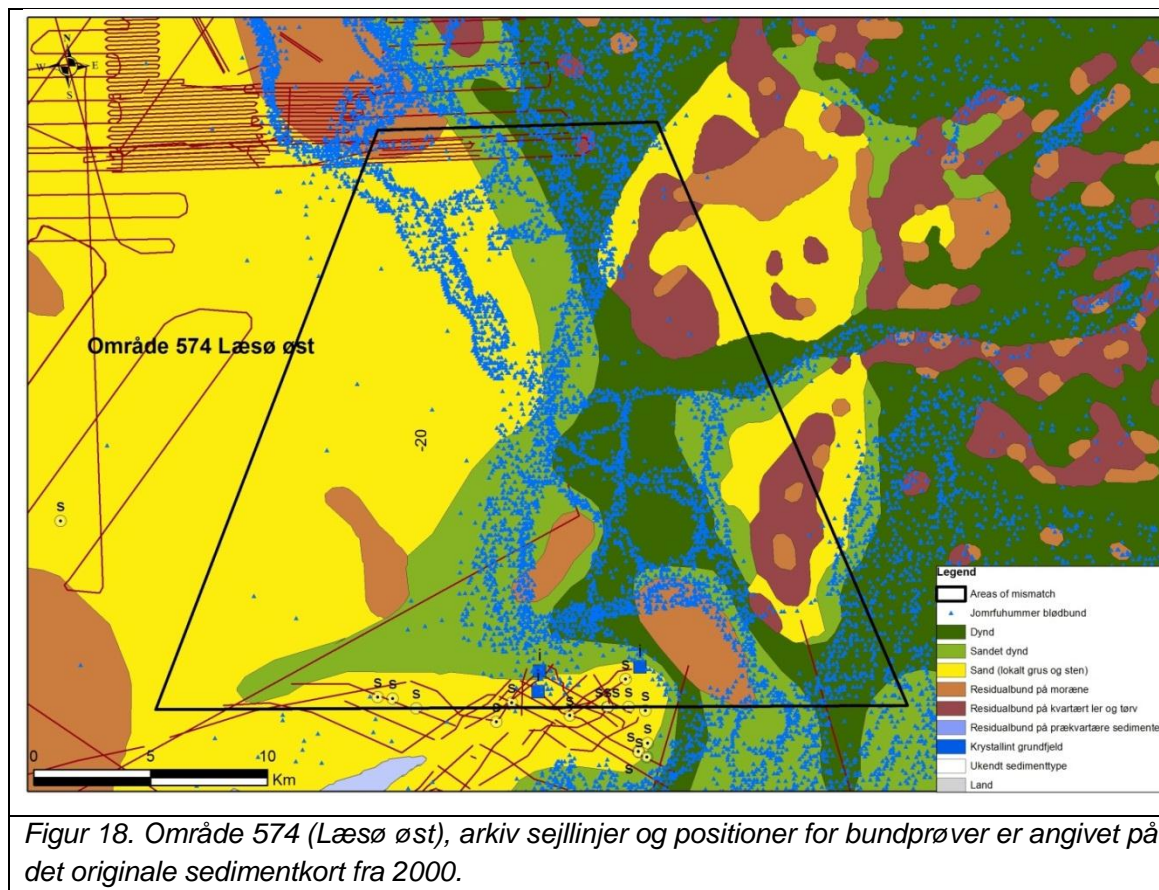 N
W E
S
Område 574 Læsø øst
-20
S
i
i
i
S S
S
S
S
S
S S S
S
S
S
S
S
S
0 5 10
Km
Legend
Areas of mismatch
Jomrfuhummer blødbund
Dynd
Sandet dynd
Sand (lokalt grus og sten)
Residualbund på moræne
Residualbund på kvartært ler og tørv
Residualbund på prækvartære sedimente
Krystallint grundfjeld
Ukendt sedimenttype
Land
Figur 18. Område 574 (Læsø øst), arkiv sejllinjer og positioner for bundprøver er angivet på
det originale sedimentkort fra 2000.